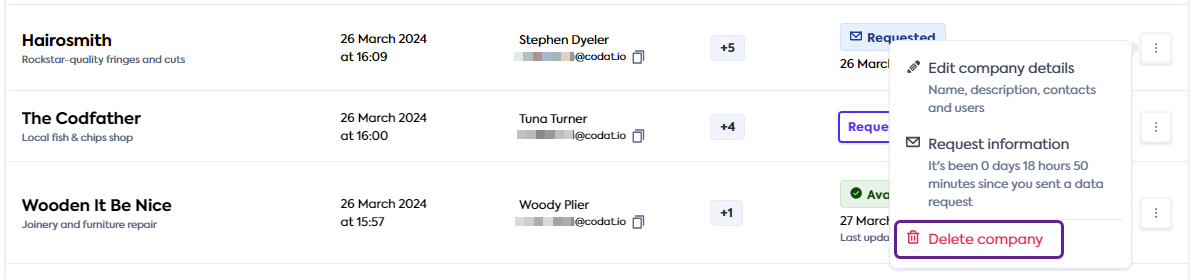 Hairosmith
Rockstar-quality fringes and cuts
26 March 2024
at 16:09
Stephen Dyeler
@codat.io
+5
Requested
26 March
Edit company details
Name, description, contacts
and users
Request information
It's been 0 days 18 hours 50
minutes since you sent a data
request
Delete company
The Codfather
Local fish & chips shop
26 March 2024
at 16:00
Tuna Turner
@codat.io
+4
Reque
Wooden It Be Nice
Joinery and furniture repair
26 March 2024
at 15:57
Woody Plier
@codat.io
+1
Ava
27 March
Last upda